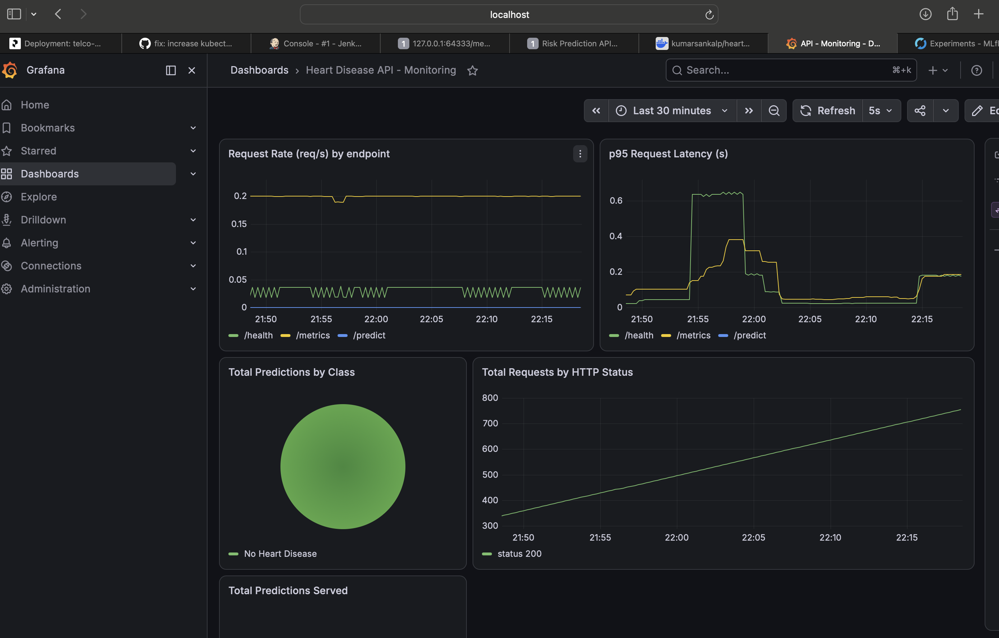 localhost
Deployment: telco-...
fix: increase kubect...
Console - #1 - Jenk...
1 127.0.0.1:64333/me...
1 Risk Prediction API...
kumarsankalp/heart...
API - Monitoring - D...
Experiments - MLfl
Grafana
Dashboards › Heart Disease API - Monitoring
Search... ⌘+k
Home
Bookmarks
Starred
Dashboards
Explore
Drilldown
Alerting
Connections
Administration
Last 30 minutes
Refresh 5s
Request Rate (req/s) by endpoint
0.2
0.15
0.1
0.05
0
21:50 21:55 22:00 22:05 22:10 22:15
/health /metrics /predict
p95 Request Latency (s)
0.6
0.4
0.2
0
21:50 21:55 22:00 22:05 22:10 22:15
/health /metrics /predict
Total Predictions by Class
No Heart Disease
Total Requests by HTTP Status
800
700
600
500
400
300
21:50 21:55 22:00 22:05 22:10 22:15
status 200
Total Predictions Served